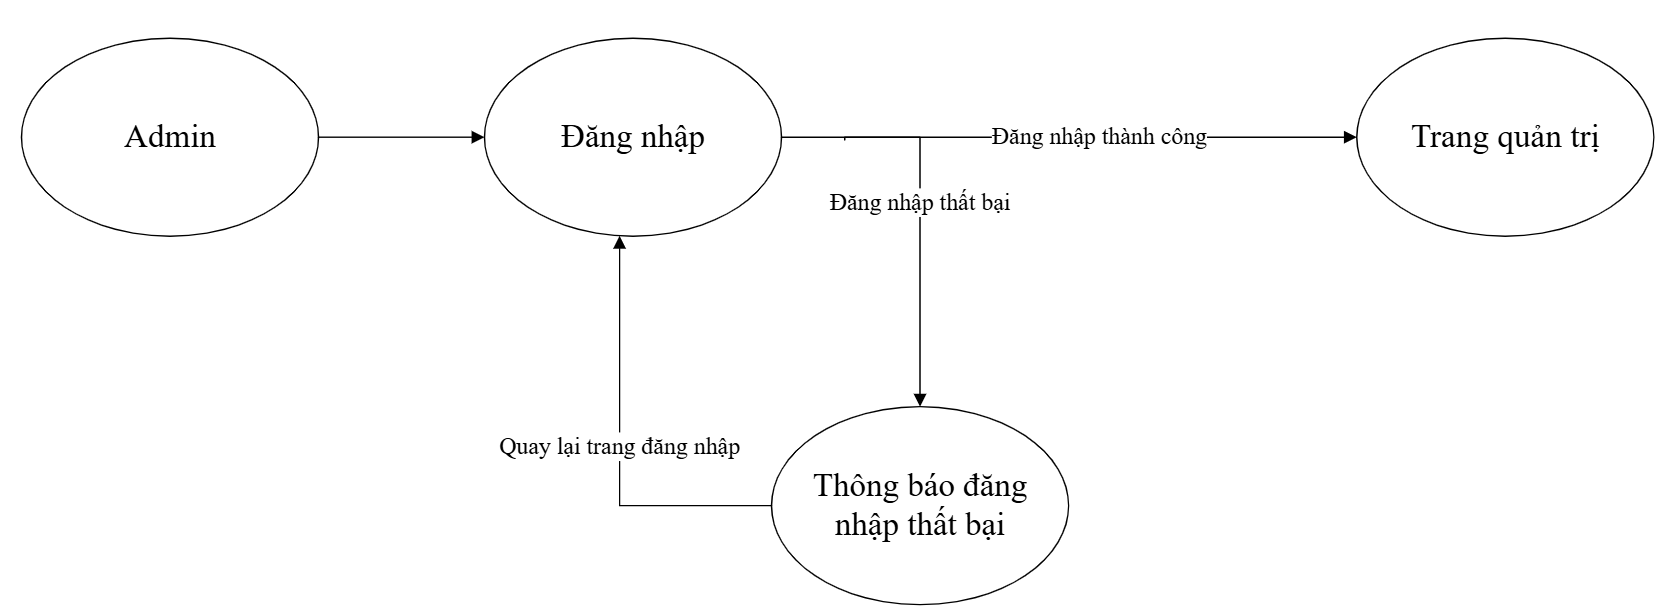 Admin
Đăng nhập
Đăng nhập thành công
Trang quản trị
Đăng nhập thất bại
Quay lại trang đăng nhập
Thông báo đăng
nhập thất bại